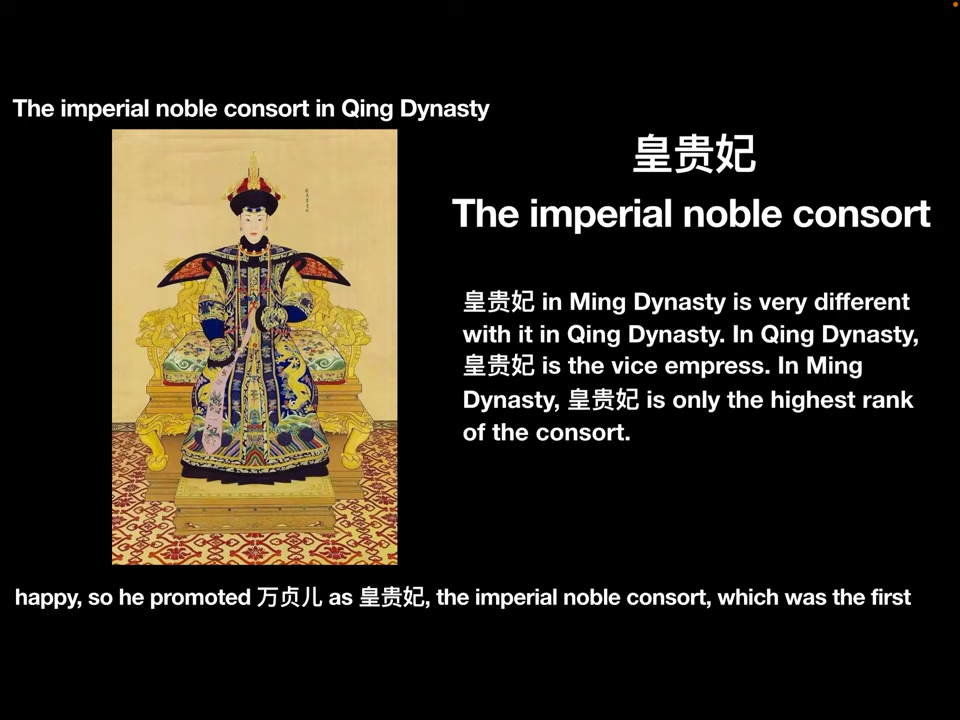 The imperial noble consort in Qing Dynasty
皇贵妃
The imperial noble consort
皇贵妃 in Ming Dynasty is very different
with it in Qing Dynasty. In Qing Dynasty,
皇贵妃 is the vice empress. In Ming
Dynasty, 皇贵妃 is only the highest rank
of the consort.
happy, so he promoted 万贞儿 as 皇贵妃, the imperial noble consort, which was the first